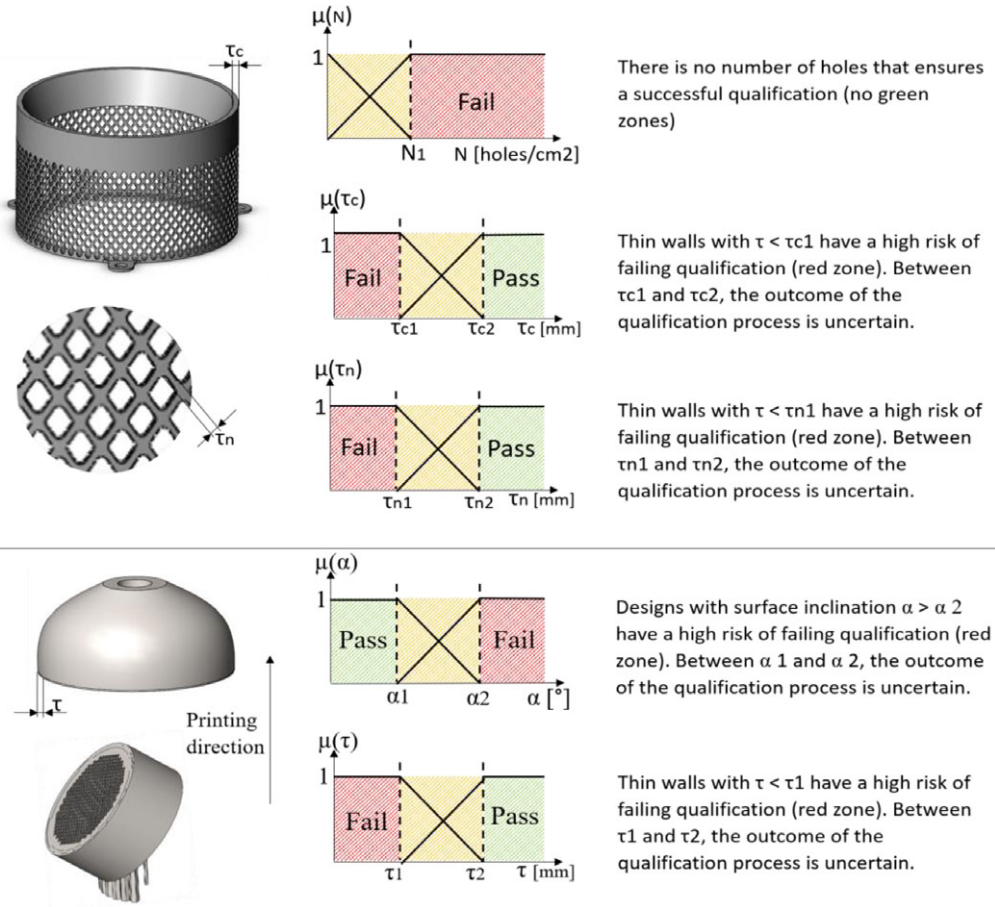 τc
μ(N)
1
Fail
N1
N [holes/cm2]
There is no number of holes that ensures
a successful qualification (no green
zones)
μ(τc)
1
Fail
Pass
τc1
τc2
τc [mm]
Thin walls with τ < τc1 have a high risk of
failing qualification (red zone). Between
τc1 and τc2, the outcome of the
qualification process is uncertain.
τn
μ(τn)
1
Fail
Pass
τn1
τn2
τn [mm]
Thin walls with τ < τn1 have a high risk of
failing qualification (red zone). Between
τn1 and τn2, the outcome of the
qualification process is uncertain.
τ
Printing
direction
μ(α)
1
Pass
Fail
α1
α2
α [°]
Designs with surface inclination α > α 2
have a high risk of failing qualification (red
zone). Between α 1 and α 2, the outcome
of the qualification process is uncertain.
μ(τ)
1
Fail
Pass
τ1
τ2
τ [mm]
Thin walls with τ < τ1 have a high risk of
failing qualification (red zone). Between
τ1 and τ2, the outcome of the
qualification process is uncertain.